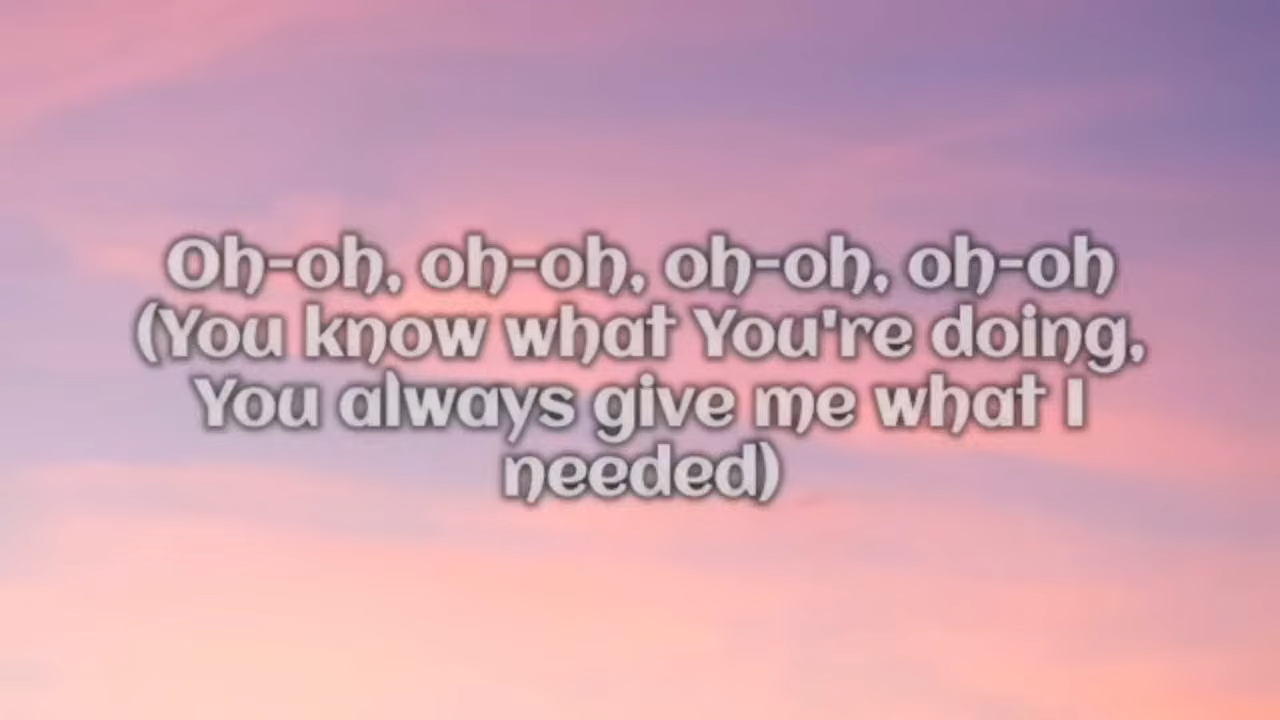 Oh-oh, oh-oh, oh-oh, oh-oh
(You know what You're doing,
You always give me what I
needed)